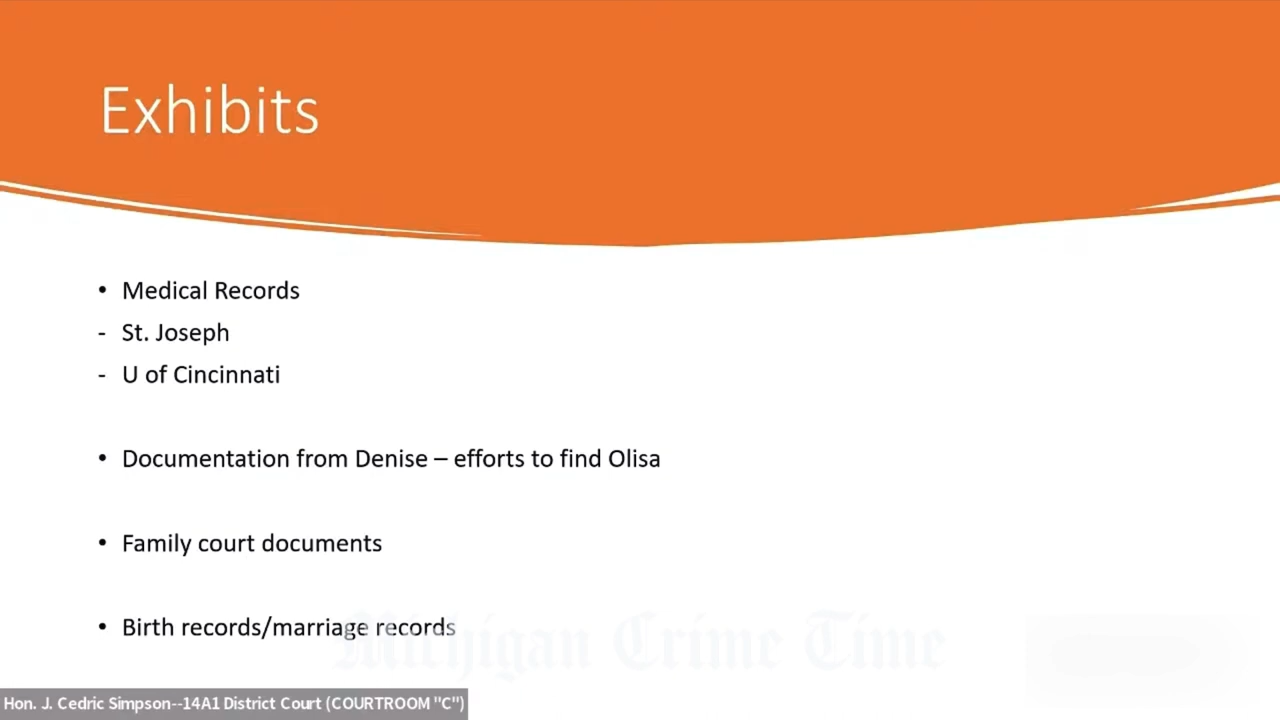 Exhibits
• Medical Records
- St. Joseph
- U of Cincinnati
• Documentation from Denise – efforts to find Olisa
• Family court documents
• Birth records/marriage records
Michigan Crime Time
Hon. J. Cedric Simpson--14A1 District Court (COURTROOM "C")